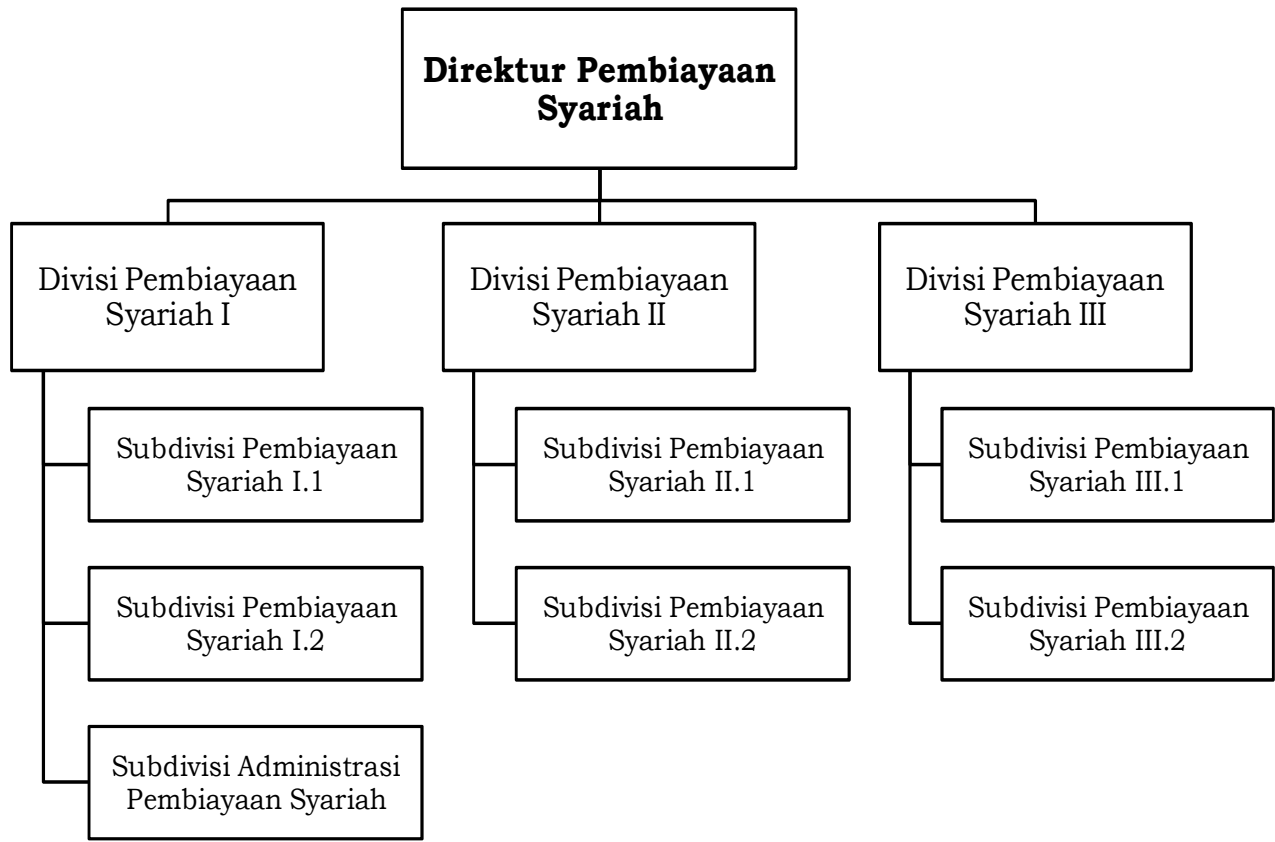 Direktur Pembiayaan
Syariah
Divisi Pembiayaan
Syariah I
Divisi Pembiayaan
Syariah II
Divisi Pembiayaan
Syariah III
Subdivisi Pembiayaan
Syariah I.1
Subdivisi Pembiayaan
Syariah II.1
Subdivisi Pembiayaan
Syariah III.1
Subdivisi Pembiayaan
Syariah I.2
Subdivisi Pembiayaan
Syariah II.2
Subdivisi Pembiayaan
Syariah III.2
Subdivisi Administrasi
Pembiayaan Syariah